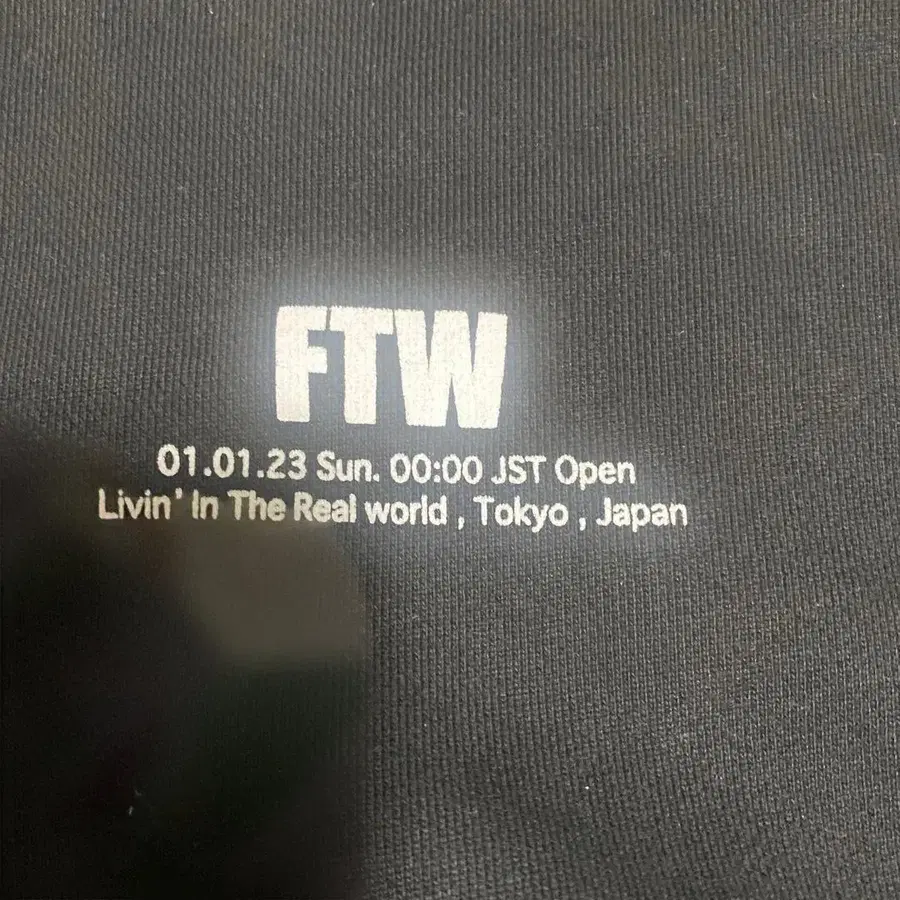 FTW
01.01.23 Sun. 00:00 JST Open
Livin' In The Real world , Tokyo , Japan